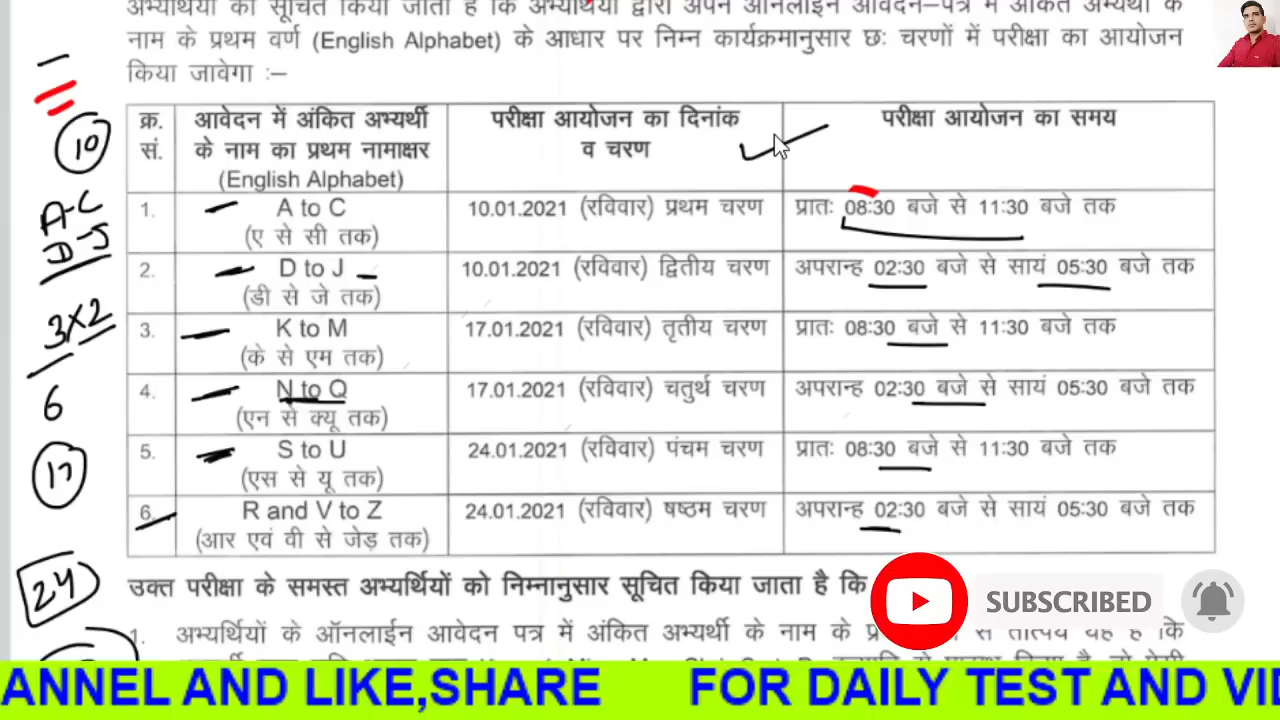 अभ्यर्थियों को सूचित किया जाता है कि अभ्यर्थियों द्वारा अपने ऑनलाईन आवेदन–पत्र में अंकित अभ्यर्थी के
नाम के प्रथम वर्ण (English Alphabet) के आधार पर निम्न कार्यक्रमानुसार छः चरणों में परीक्षा का आयोजन
किया जावेगा :–
क्र. सं. आवेदन में अंकित अभ्यर्थी के नाम का प्रथम नामाक्षर (English Alphabet) परीक्षा आयोजन का दिनांक व चरण परीक्षा आयोजन का समय
1. A to C (ए से सी तक) 10.01.2021 (रविवार) प्रथम चरण प्रातः 08:30 बजे से 11:30 बजे तक
2. D to J (डी से जे तक) 10.01.2021 (रविवार) द्वितीय चरण अपरान्ह 02:30 बजे से सायं 05:30 बजे तक
3. K to M (के से एम तक) 17.01.2021 (रविवार) तृतीय चरण प्रातः 08:30 बजे से 11:30 बजे तक
4. N to Q (एन से क्यू तक) 17.01.2021 (रविवार) चतुर्थ चरण अपरान्ह 02:30 बजे से सायं 05:30 बजे तक
5. S to U (एस से यू तक) 24.01.2021 (रविवार) पंचम चरण प्रातः 08:30 बजे से 11:30 बजे तक
6. R and V to Z (आर एवं वी से जेड़ तक) 24.01.2021 (रविवार) षष्ठम चरण अपरान्ह 02:30 बजे से सायं 05:30 बजे तक
10
A-C
D-J
3×2
6
17
24
उक्त परीक्षा के समस्त अभ्यर्थियों को निम्नानुसार सूचित किया जाता है कि
SUBSCRIBED
1. अभ्यर्थियों के ऑनलाईन आवेदन पत्र में अंकित अभ्यर्थी के नाम के से तात्पर्य यह है कि
ANNEL AND LIKE,SHARE FOR DAILY TEST AND VID